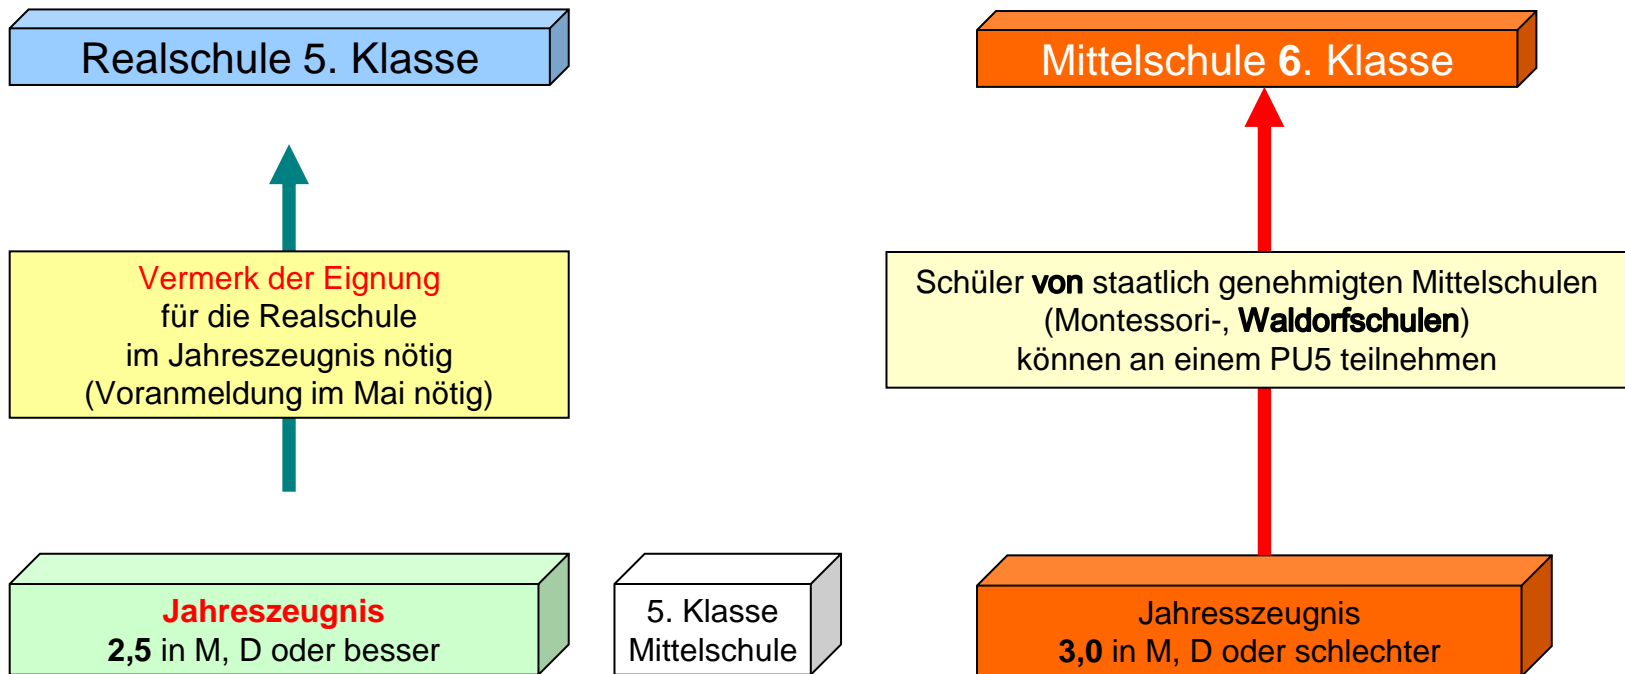 Realschule 5. Klasse
Mittelschule 6. Klasse
Vermerk der Eignung
für die Realschule
im Jahreszeugnis nötig
(Voranmeldung im Mai nötig)
Schüler von staatlich genehmigten Mittelschulen
(Montessori-, Waldorfschulen)
können an einem PU5 teilnehmen
Jahreszeugnis
2,5 in M, D oder besser
5. Klasse
Mittelschule
Jahresszeugnis
3,0 in M, D oder schlechter